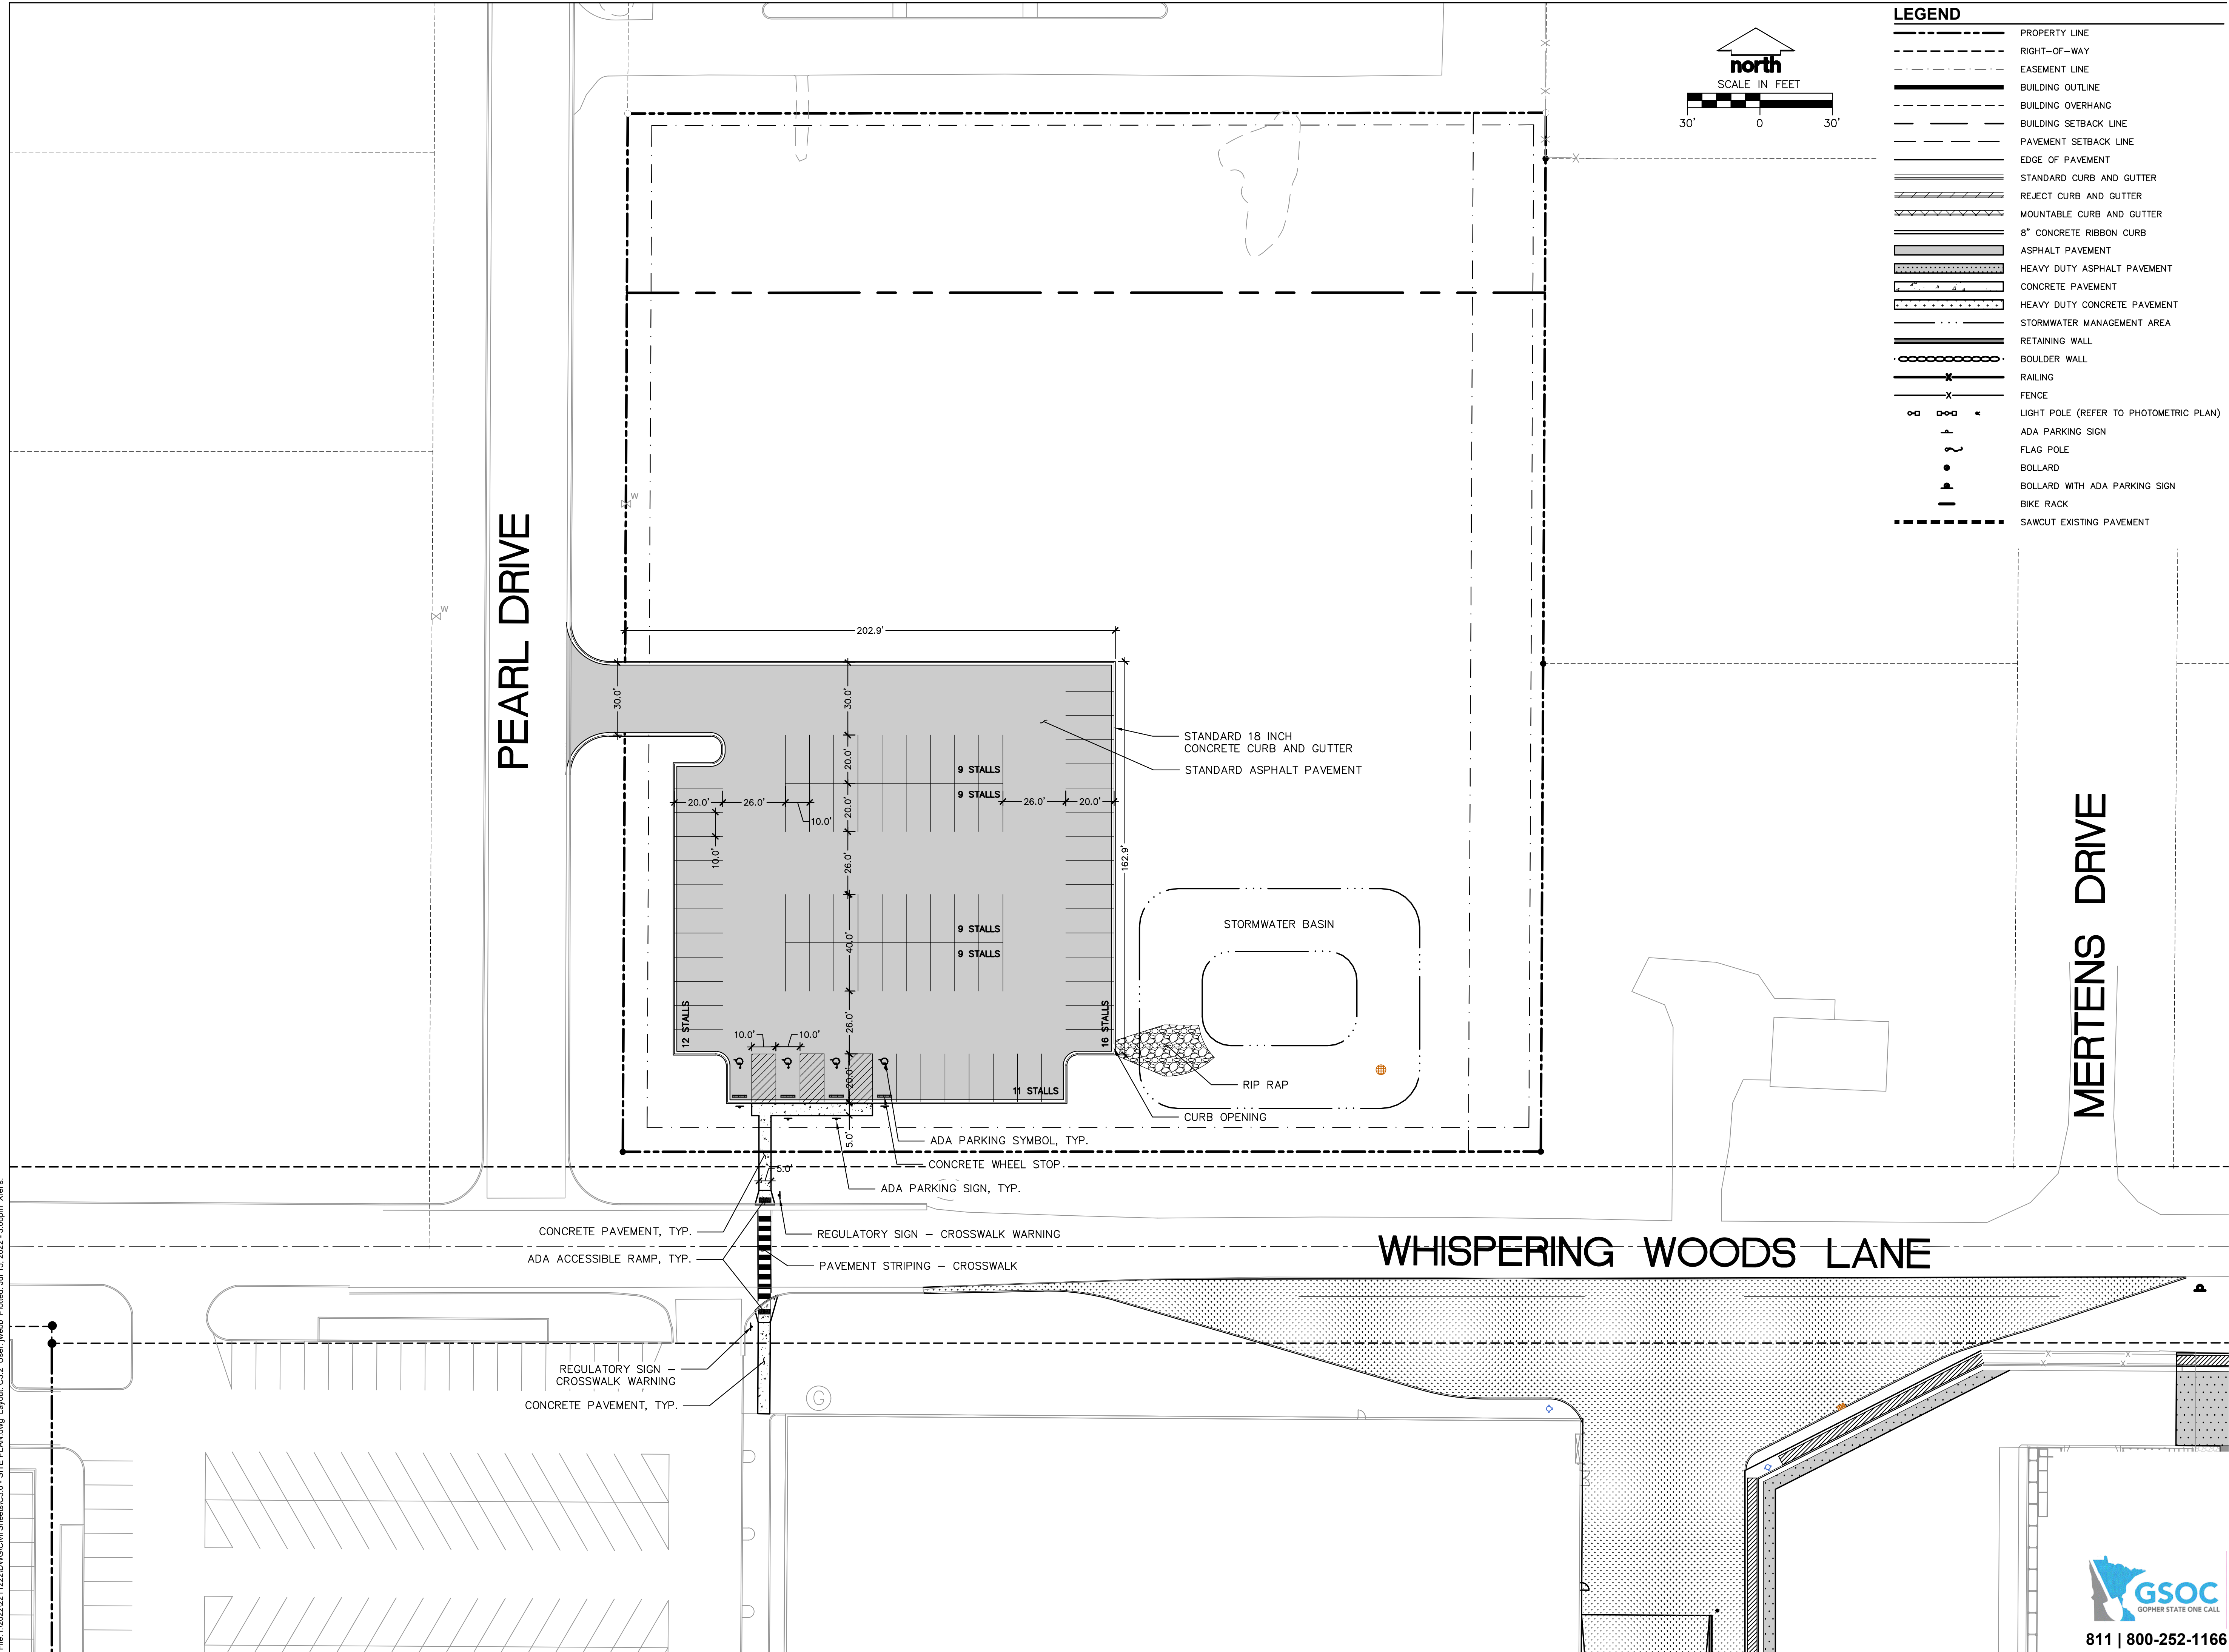 LEGEND
PROPERTY LINE
RIGHT-OF-WAY
EASEMENT LINE
BUILDING OUTLINE
BUILDING OVERHANG
BUILDING SETBACK LINE
PAVEMENT SETBACK LINE
EDGE OF PAVEMENT
STANDARD CURB AND GUTTER
REJECT CURB AND GUTTER
MOUNTABLE CURB AND GUTTER
8" CONCRETE RIBBON CURB
ASPHALT PAVEMENT
HEAVY DUTY ASPHALT PAVEMENT
CONCRETE PAVEMENT
HEAVY DUTY CONCRETE PAVEMENT
STORMWATER MANAGEMENT AREA
RETAINING WALL
BOULDER WALL
RAILING
FENCE
LIGHT POLE (REFER TO PHOTOMETRIC PLAN)
ADA PARKING SIGN
FLAG POLE
BOLLARD
BOLLARD WITH ADA PARKING SIGN
BIKE RACK
SAWCUT EXISTING PAVEMENT
north
SCALE IN FEET
30' 0 30'
W
W
PEARL DRIVE
202.9'
30.0'
30.0'
STANDARD 18 INCH
CONCRETE CURB AND GUTTER
STANDARD ASPHALT PAVEMENT
20.0'
9 STALLS
9 STALLS
20.0'
26.0'
10.0'
20.0'
26.0'
20.0'
10.0'
26.0'
162.9'
MERTENS DRIVE
9 STALLS
9 STALLS
40.0'
STORMWATER BASIN
12 STALLS
16 STALLS
26.0'
10.0'
10.0'
20.0'
11 STALLS
RIP RAP
CURB OPENING
5.0'
ADA PARKING SYMBOL, TYP.
CONCRETE WHEEL STOP
5.0'
ADA PARKING SIGN, TYP.
CONCRETE PAVEMENT, TYP.
REGULATORY SIGN - CROSSWALK WARNING
ADA ACCESSIBLE RAMP, TYP.
PAVEMENT STRIPING - CROSSWALK
WHISPERING WOODS LANE
REGULATORY SIGN -
CROSSWALK WARNING
CONCRETE PAVEMENT, TYP.
G
GSOC
GOPHER STATE ONE CALL
811 | 800-252-1166